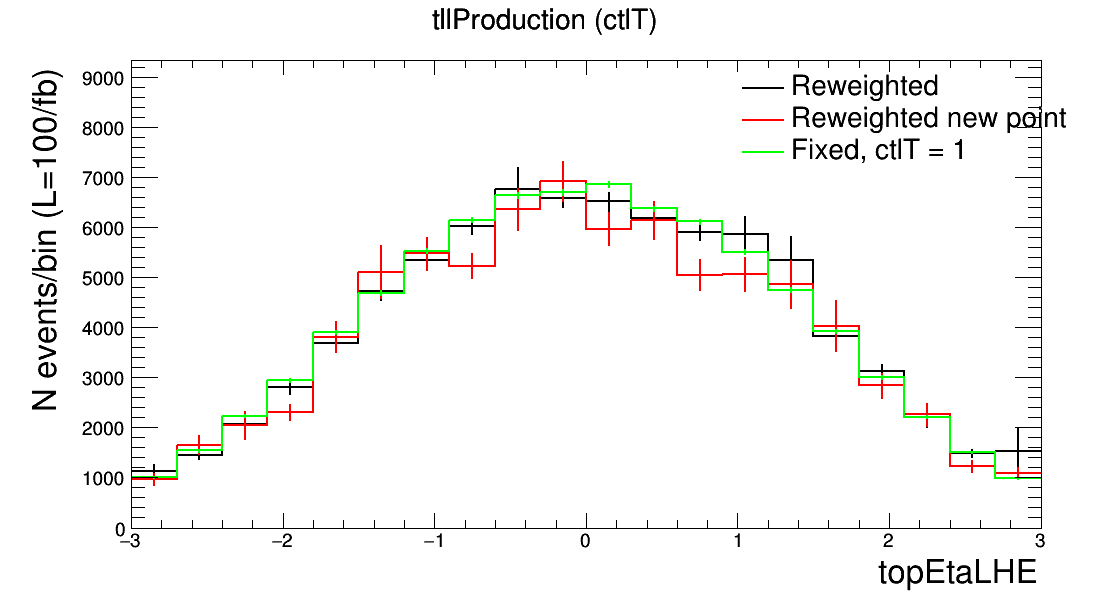 tllProduction (ctlT)
N events/bin (L=100/fb)
9000
8000
7000
6000
5000
4000
3000
2000
1000
0
Reweighted
Reweighted new point
Fixed, ctlT = 1
−3
−2
−1
0
1
2
3
topEtaLHE